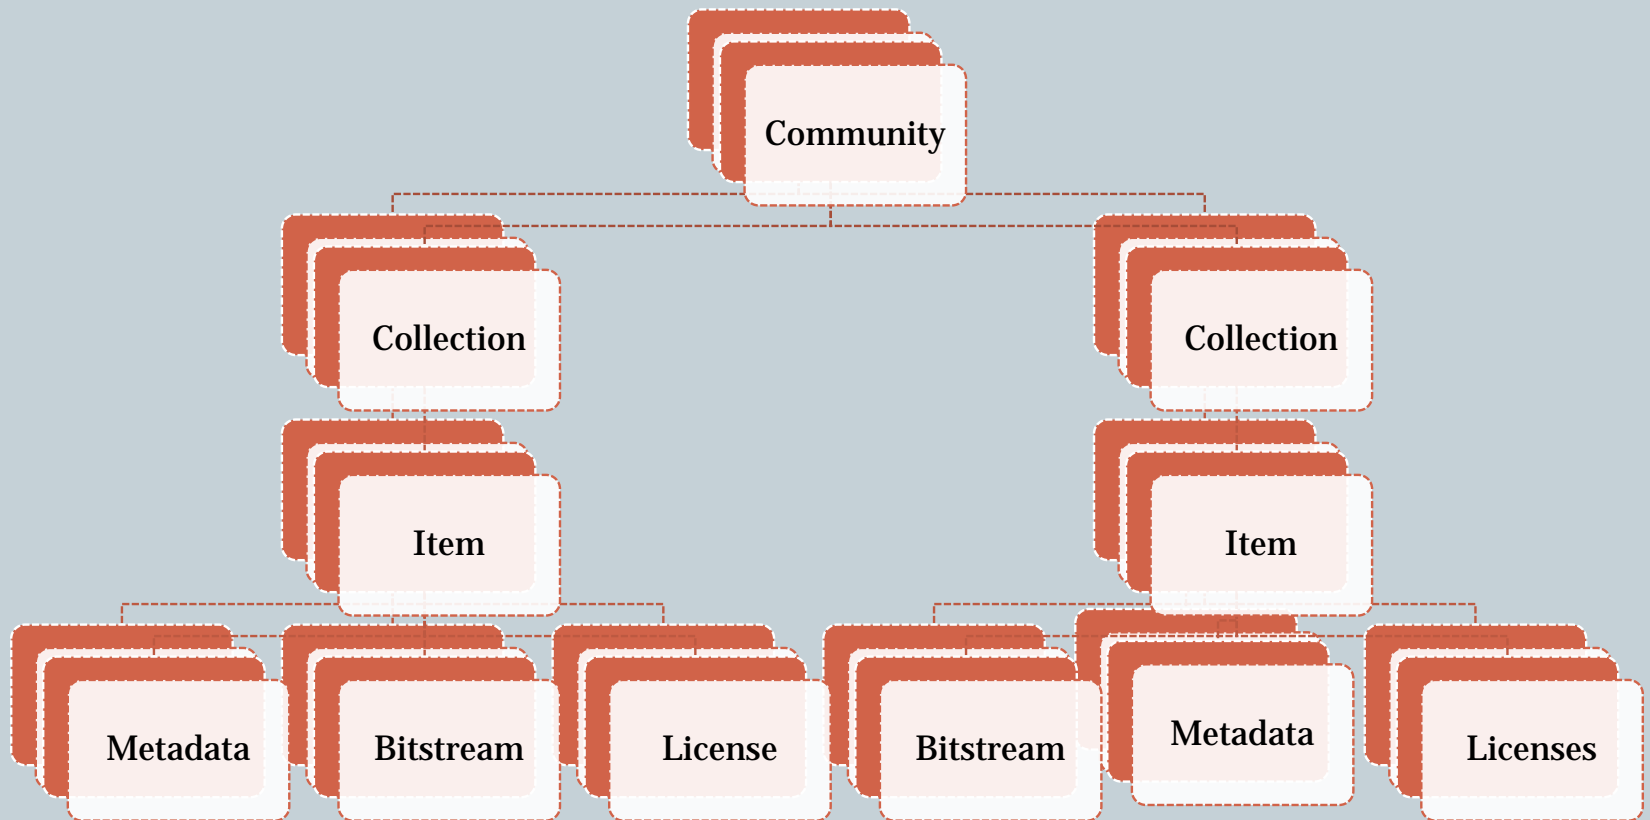 Community
Collection
Collection
Item
Item
Metadata
Bitstream
License
Bitstream
Metadata
Licenses